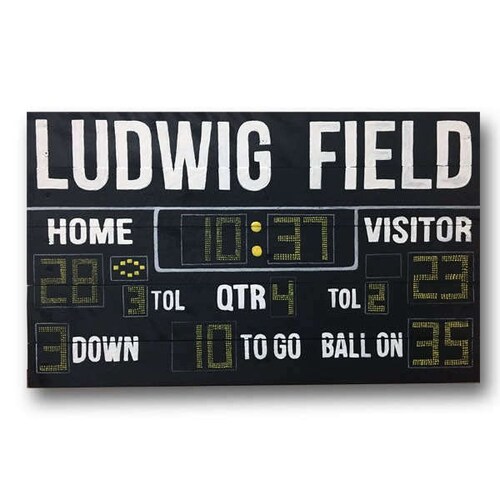 LUDWIG FIELD
HOME 10:37 VISITOR
28 3 TOL QTR 4 TOL 2 23
3 DOWN 10 TO GO BALL ON 35